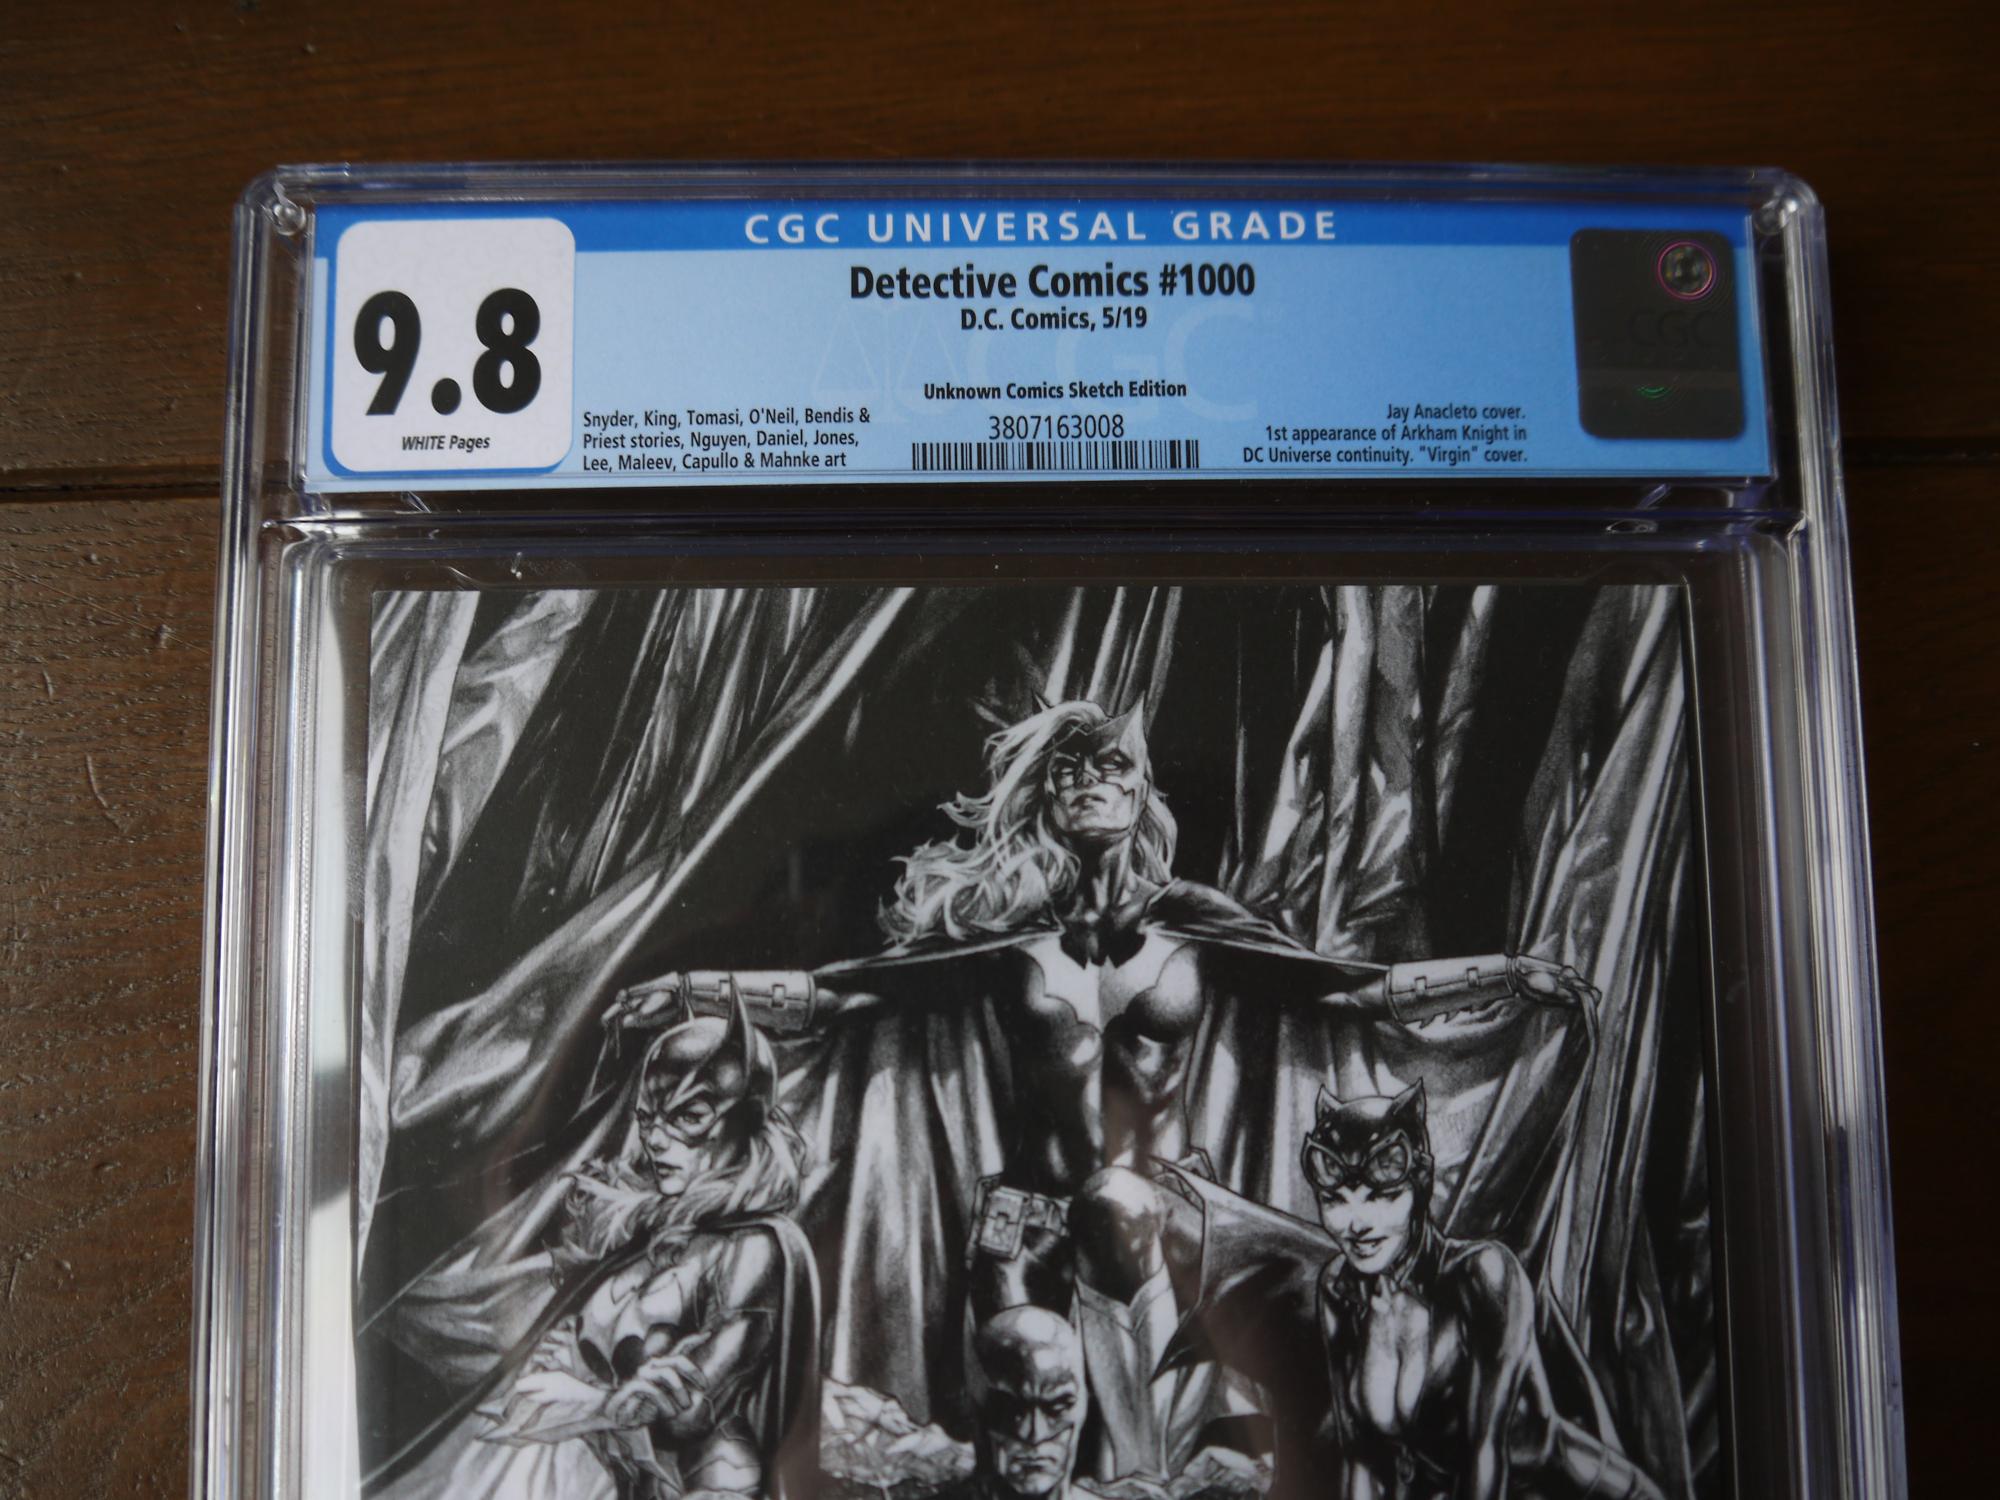 CGC UNIVERSAL GRADE
9.8
WHITE Pages
Detective Comics #1000
D.C. Comics, 5/19
Unknown Comics Sketch Edition
3807163008
Snyder, King, Tomasi, O'Neil, Bendis &
Priest stories, Nguyen, Daniel, Jones,
Lee, Maleev, Capullo & Mahnke art
Jay Anacleto cover.
1st appearance of Arkham Knight in
DC Universe continuity. "Virgin" cover.
CGC
CGC